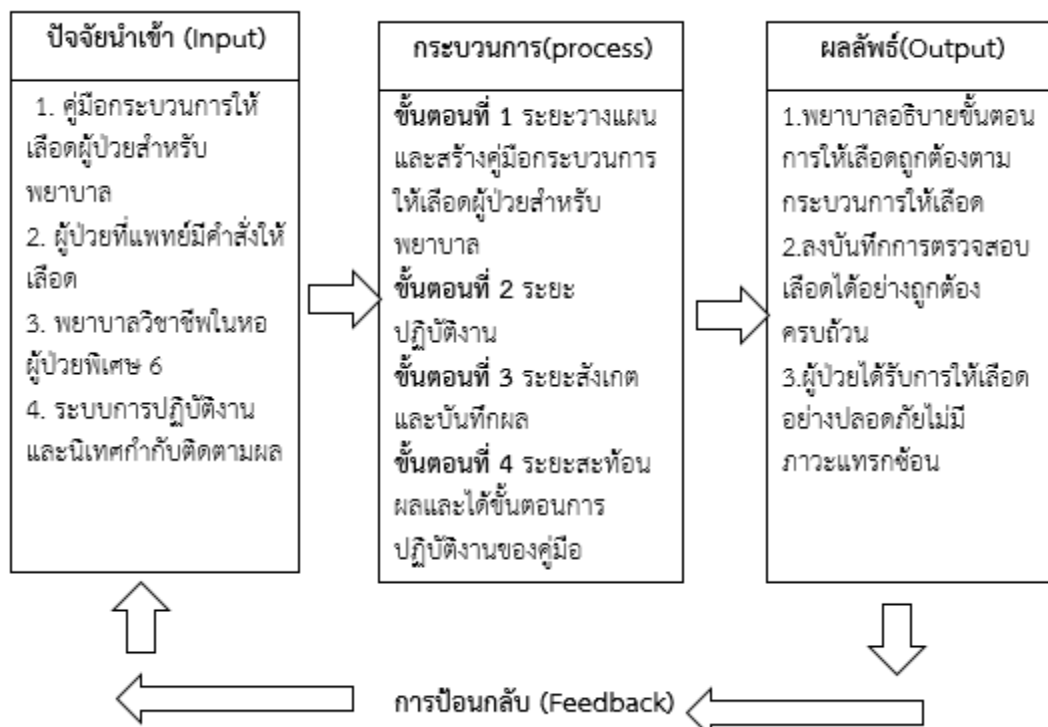 ปัจจัยนำเข้า (Input)
1. คู่มือกระบวนการให้
เลือดผู้ป่วยสำหรับ
พยาบาล
2. ผู้ป่วยที่แพทย์มีคำสั่งให้
เลือด
3. พยาบาลวิชาชีพในหอ
ผู้ป่วยพิเศษ 6
4. ระบบการปฏิบัติงาน
และนิเทศกำกับติดตามผล
กระบวนการ(process)
ขั้นตอนที่ 1 ระยะวางแผน
และสร้างคู่มือกระบวนการ
ให้เลือดผู้ป่วยสำหรับ
พยาบาล
ขั้นตอนที่ 2 ระยะ
ปฏิบัติงาน
ขั้นตอนที่ 3 ระยะสังเกต
และบันทึกผล
ขั้นตอนที่ 4 ระยะสะท้อน
ผลและได้ขั้นตอนการ
ปฏิบัติงานของคู่มือ
ผลลัพธ์(Output)
1.พยาบาลอธิบายขั้นตอน
การให้เลือดถูกต้องตาม
กระบวนการให้เลือด
2.ลงบันทึกการตรวจสอบ
เลือดได้อย่างถูกต้อง
ครบถ้วน
3.ผู้ป่วยได้รับการให้เลือด
อย่างปลอดภัยไม่มี
ภาวะแทรกซ้อน
การป้อนกลับ (Feedback)